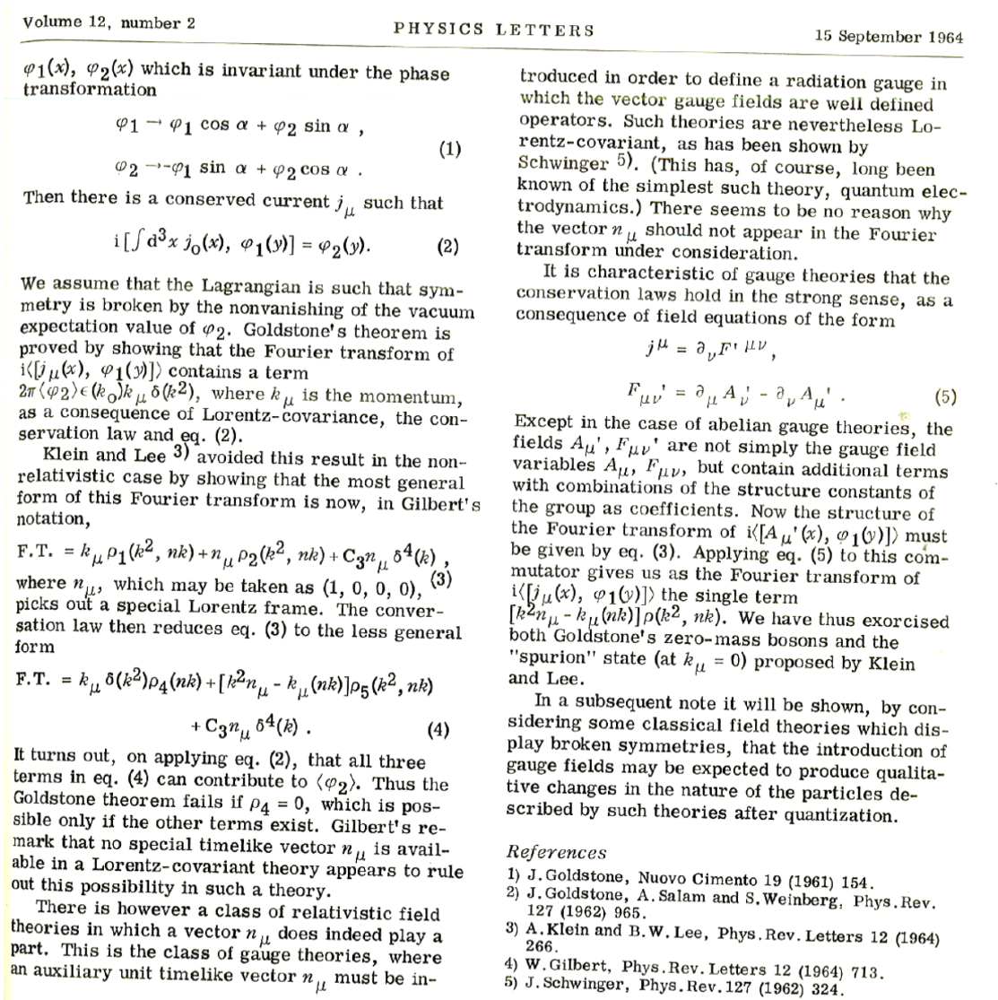 Volume 12, number 2
PHYSICS LETTERS
15 September 1964
φ1(x), φ2(x) which is invariant under the phase
transformation
φ1 → φ1 cos α + φ2 sin α ,
(1)
φ2 →-φ1 sin α + φ2 cos α .
Then there is a conserved current jμ such that
i[∫d³x j₀(x), φ1(y)] = φ2(y). (2)
We assume that the Lagrangian is such that sym-
metry is broken by the nonvanishing of the vacuum
expectation value of φ2. Goldstone's theorem is
proved by showing that the Fourier transform of
i⟨[jμ(x), φ1(y)]⟩ contains a term
2π⟨φ2⟩ϵ(k₀)kμ δ(k²), where kμ is the momentum,
as a consequence of Lorentz-covariance, the con-
servation law and eq. (2).
Klein and Lee 3) avoided this result in the non-
relativistic case by showing that the most general
form of this Fourier transform is now, in Gilbert's
notation,
F.T. = kμ ρ1(k², nk) + nμ ρ2(k², nk) + C3nμ δ⁴(k) ,
(3)
where nμ, which may be taken as (1, 0, 0, 0),
picks out a special Lorentz frame. The conver-
sation law then reduces eq. (3) to the less general
form
F.T. = kμ δ(k²)ρ4(nk) + [k²nμ - kμ(nk)]ρ5(k², nk)
+ C3nμ δ⁴(k) . (4)
It turns out, on applying eq. (2), that all three
terms in eq. (4) can contribute to ⟨φ2⟩. Thus the
Goldstone theorem fails if ρ4 = 0, which is pos-
sible only if the other terms exist. Gilbert's re-
mark that no special timelike vector nμ is avail-
able in a Lorentz-covariant theory appears to rule
out this possibility in such a theory.
There is however a class of relativistic field
theories in which a vector nμ does indeed play a
part. This is the class of gauge theories, where
an auxiliary unit timelike vector nμ must be in-
troduced in order to define a radiation gauge in
which the vector gauge fields are well defined
operators. Such theories are nevertheless Lo-
rentz-covariant, as has been shown by
Schwinger 5). (This has, of course, long been
known of the simplest such theory, quantum elec-
trodynamics.) There seems to be no reason why
the vector nμ should not appear in the Fourier
transform under consideration.
It is characteristic of gauge theories that the
conservation laws hold in the strong sense, as a
consequence of field equations of the form
j^μ = ∂ν F' ^μν ,
Fμν' = ∂μ Aν' - ∂ν Aμ' . (5)
Except in the case of abelian gauge theories, the
fields Aμ', Fμν' are not simply the gauge field
variables Aμ, Fμν, but contain additional terms
with combinations of the structure constants of
the group as coefficients. Now the structure of
the Fourier transform of i⟨[Aμ'(x), φ1(y)]⟩ must
be given by eq. (3). Applying eq. (5) to this com-
mutator gives us as the Fourier transform of
i⟨[jμ(x), φ1(y)]⟩ the single term
[k²nμ - kμ(nk)]ρ(k², nk). We have thus exorcised
both Goldstone's zero-mass bosons and the
"spurion" state (at kμ = 0) proposed by Klein
and Lee.
In a subsequent note it will be shown, by con-
sidering some classical field theories which dis-
play broken symmetries, that the introduction of
gauge fields may be expected to produce qualita-
tive changes in the nature of the particles de-
scribed by such theories after quantization.
References
1) J. Goldstone, Nuovo Cimento 19 (1961) 154.
2) J. Goldstone, A. Salam and S. Weinberg, Phys. Rev.
127 (1962) 965.
3) A. Klein and B. W. Lee, Phys. Rev. Letters 12 (1964)
266.
4) W. Gilbert, Phys. Rev. Letters 12 (1964) 713.
5) J. Schwinger, Phys. Rev. 127 (1962) 324.